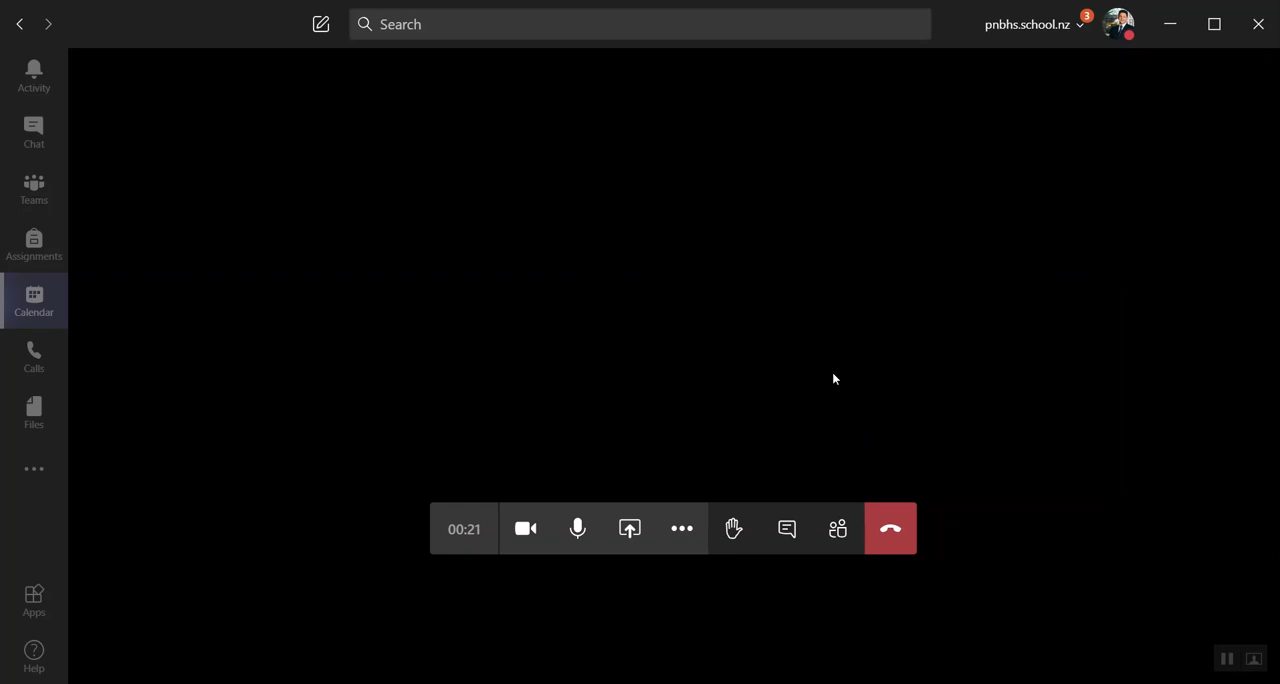 Search
pnbhs.school.nz
3
Activity
Chat
Teams
Assignments
Calendar
Calls
Files
00:21
Apps
Help